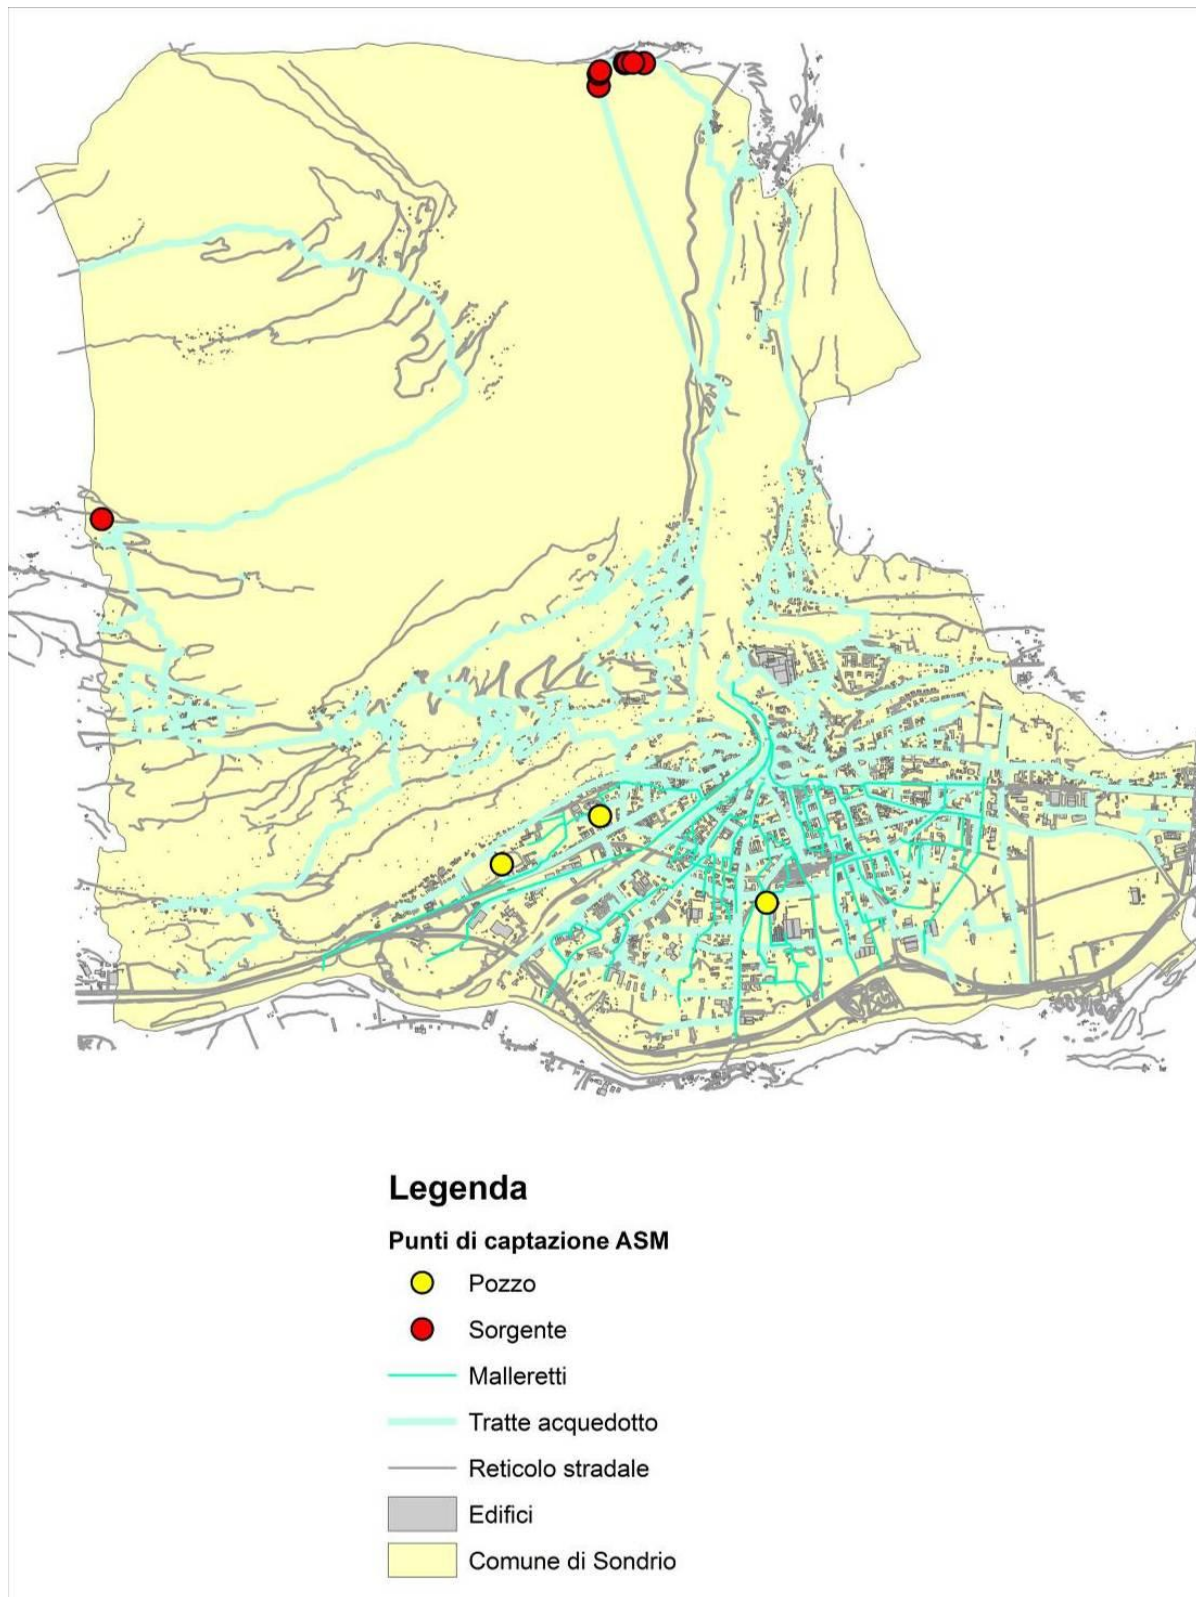 Legenda
Punti di captazione ASM
Pozzo
Sorgente
Malleretti
Tratte acquedotto
Reticolo stradale
Edifici
Comune di Sondrio